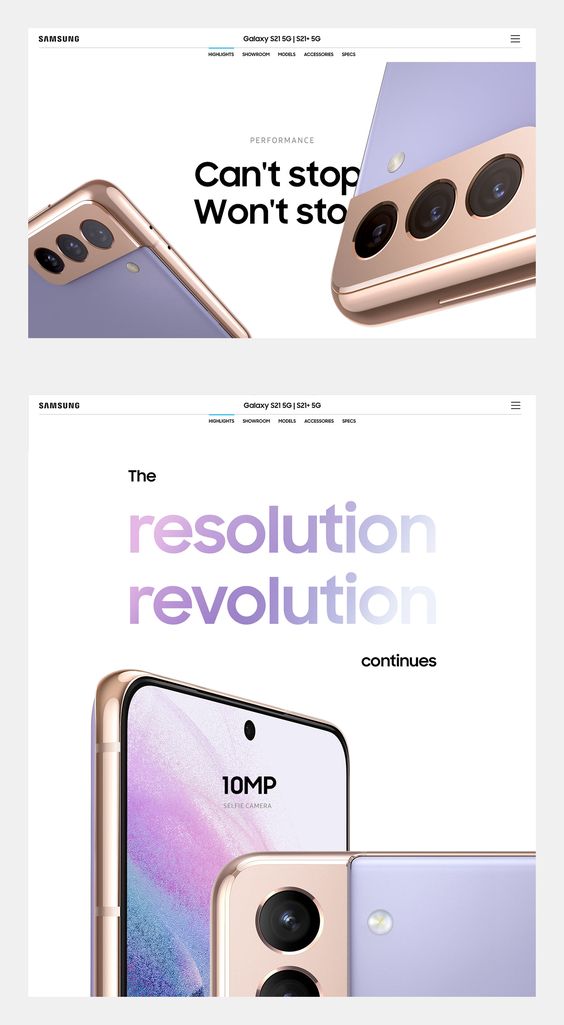 SAMSUNG
Galaxy S21 5G | S21+ 5G
HIGHLIGHTS SHOWROOM MODELS ACCESSORIES SPECS
PERFORMANCE
Can't stop
Won't sto
SAMSUNG
Galaxy S21 5G | S21+ 5G
HIGHLIGHTS SHOWROOM MODELS ACCESSORIES SPECS
The
resolution
revolution
continues
10MP
SELFIE CAMERA